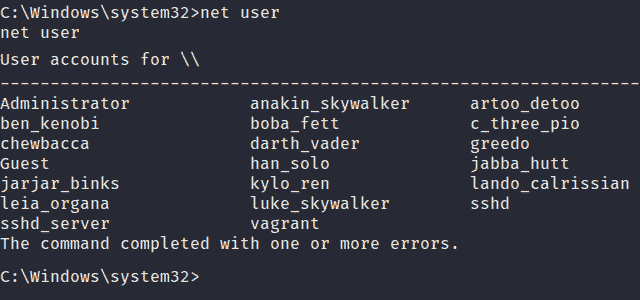 C:\Windows\system32>net user
net user
User accounts for \\
-------------------------------------------------------------------------------
Administrator            anakin_skywalker         artoo_detoo
ben_kenobi               boba_fett                c_three_pio
chewbacca                darth_vader              greedo
Guest                    han_solo                 jabba_hutt
jarjar_binks             kylo_ren                 lando_calrissian
leia_organa              luke_skywalker           sshd
sshd_server              vagrant
The command completed with one or more errors.
C:\Windows\system32>